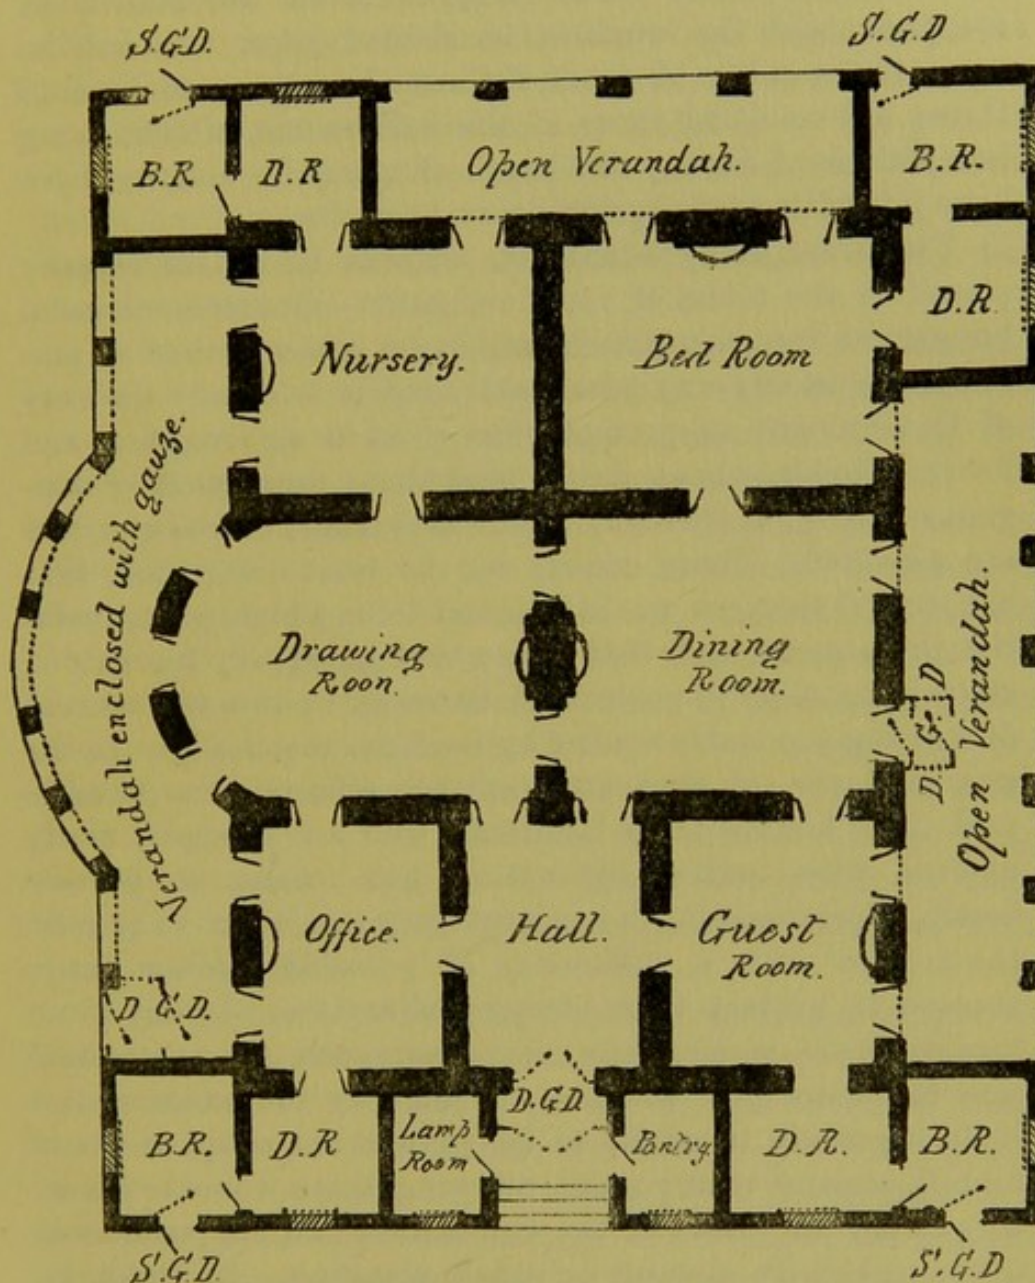 S.G.D.
S.G.D
B.R
D.R
Open Verandah.
B.R.
D.R.
Nursery.
Bed Room
Verandah enclosed with gauze.
Drawing
Roon.
Dining
Room.
D. G. D
Open Verandah.
Office.
Hall.
Guest
Room.
D G D.
B.R.
D.R
Lamp
Room
D.G.D.
Pantry.
D.R.
B.R.
S.G.D.
S.G.D